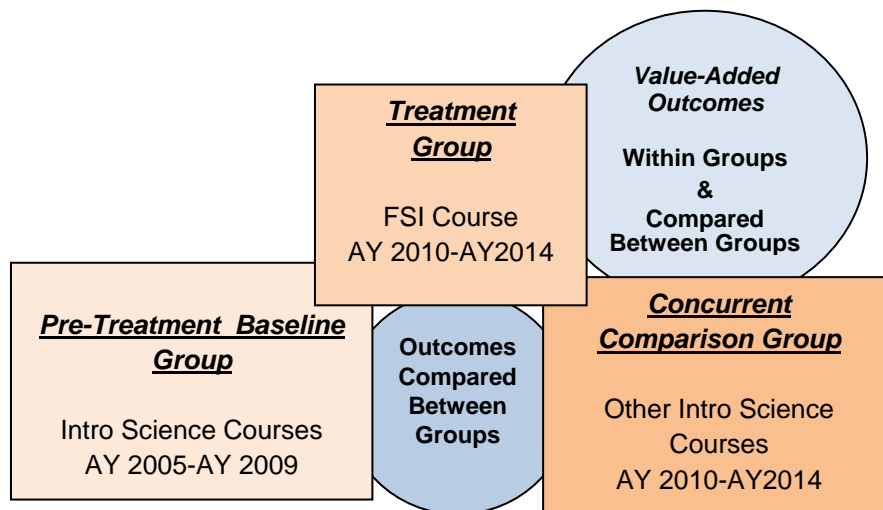 Value-Added
Outcomes
Within Groups
&
Compared
Between Groups
Treatment
Group
FSI Course
AY 2010-AY2014
Pre-Treatment Baseline
Group
Intro Science Courses
AY 2005-AY 2009
Outcomes
Compared
Between
Groups
Concurrent
Comparison Group
Other Intro Science
Courses
AY 2010-AY2014